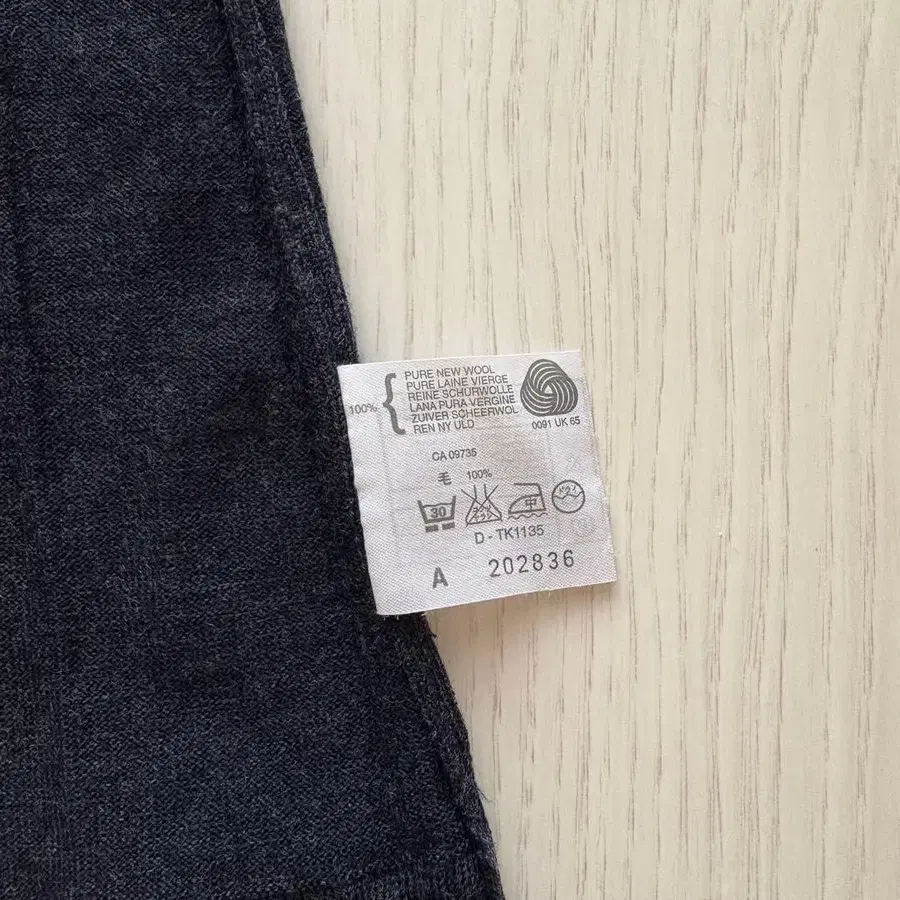 100%
PURE NEW WOOL
PURE LAINE VIERGE
REINE SCHURWOLLE
LANA PURA VERGINE
ZUIVER SCHEERWOL
REN NY ULD
0091 UK 65
CA 09735
毛 100%
30 中
D - TK1135
A 202836